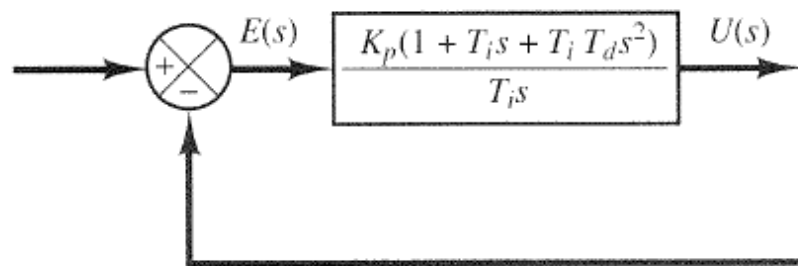 E(s)
K_p(1 + T_i s + T_i T_d s^2)
U(s)
+
T_i s
−